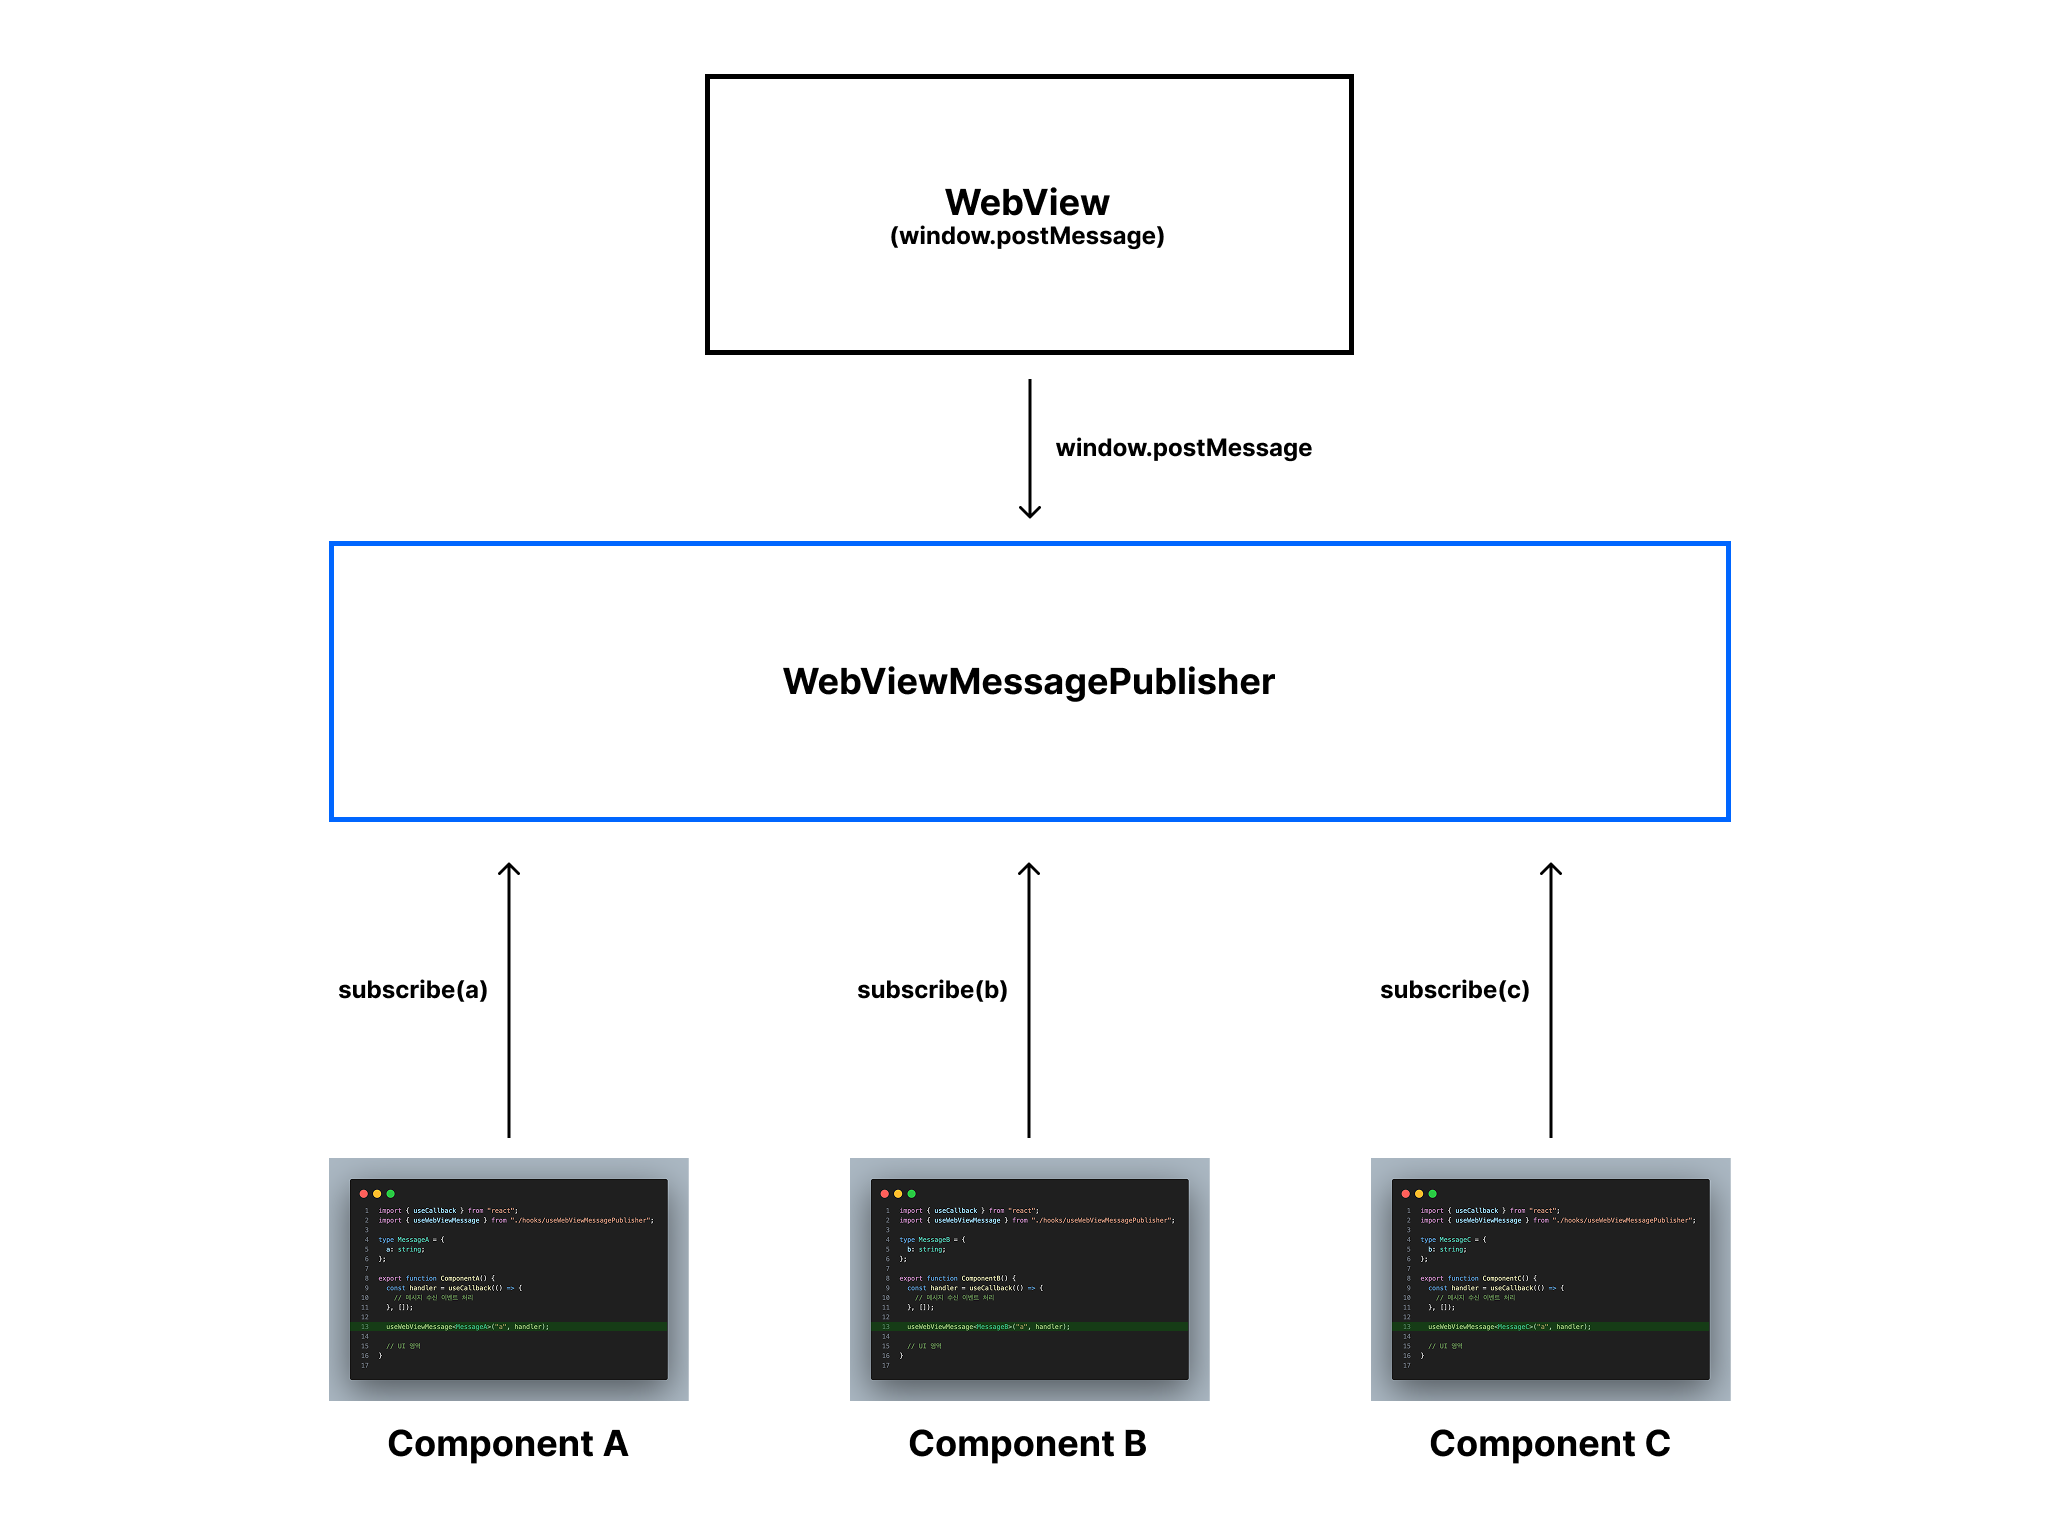 WebView
(window.postMessage)
window.postMessage
WebViewMessagePublisher
subscribe(a)
subscribe(b)
subscribe(c)
1 import { useCallback } from "react";
2 import { useWebViewMessage } from "./hooks/useWebViewMessagePublisher";
3
4 type MessageA = {
5 a: string;
6 };
7
8 export function ComponentA() {
9 const handler = useCallback(() => {
10 // 메시지 수신 이벤트 처리
11 }, []);
12
13 useWebViewMessage<MessageA>("a", handler);
14
15 // UI 영역
16 }
17
Component A
1 import { useCallback } from "react";
2 import { useWebViewMessage } from "./hooks/useWebViewMessagePublisher";
3
4 type MessageB = {
5 b: string;
6 };
7
8 export function ComponentB() {
9 const handler = useCallback(() => {
10 // 메시지 수신 이벤트 처리
11 }, []);
12
13 useWebViewMessage<MessageB>("a", handler);
14
15 // UI 영역
16 }
17
Component B
1 import { useCallback } from "react";
2 import { useWebViewMessage } from "./hooks/useWebViewMessagePublisher";
3
4 type MessageC = {
5 b: string;
6 };
7
8 export function ComponentC() {
9 const handler = useCallback(() => {
10 // 메시지 수신 이벤트 처리
11 }, []);
12
13 useWebViewMessage<MessageC>("a", handler);
14
15 // UI 영역
16 }
17
Component C